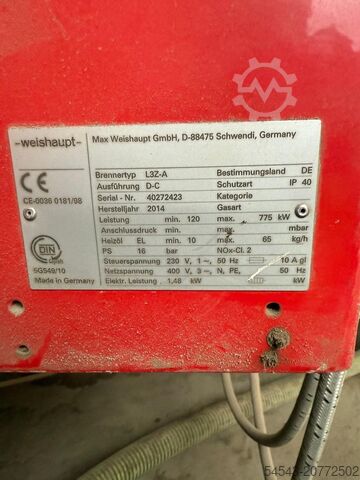 –weishaupt–
Max Weishaupt GmbH, D-88475 Schwendi, Germany
CE
CE-0036 0181/08
DIN
5G549/10
Made in Germany
Brennertyp L3Z-A Bestimmungsland DE
Ausführung D-C Schutzart IP 40
Serial - Nr. 40272423 Kategorie
Herstelljahr 2014 Gasart
Leistung min. 120 max. 775 kW
Anschlussdruck min. max. mbar
Heizöl EL min. 10 max. 65 kg/h
PS 16 bar NOx-Cl. 2
Steuerspannung 230 V, 1~, 50 Hz 10 A gl
Netzspannung 400 V, 3~, N, PE, 50 Hz
Elektr. Leist. 1,48 kW kW
54543-20772502